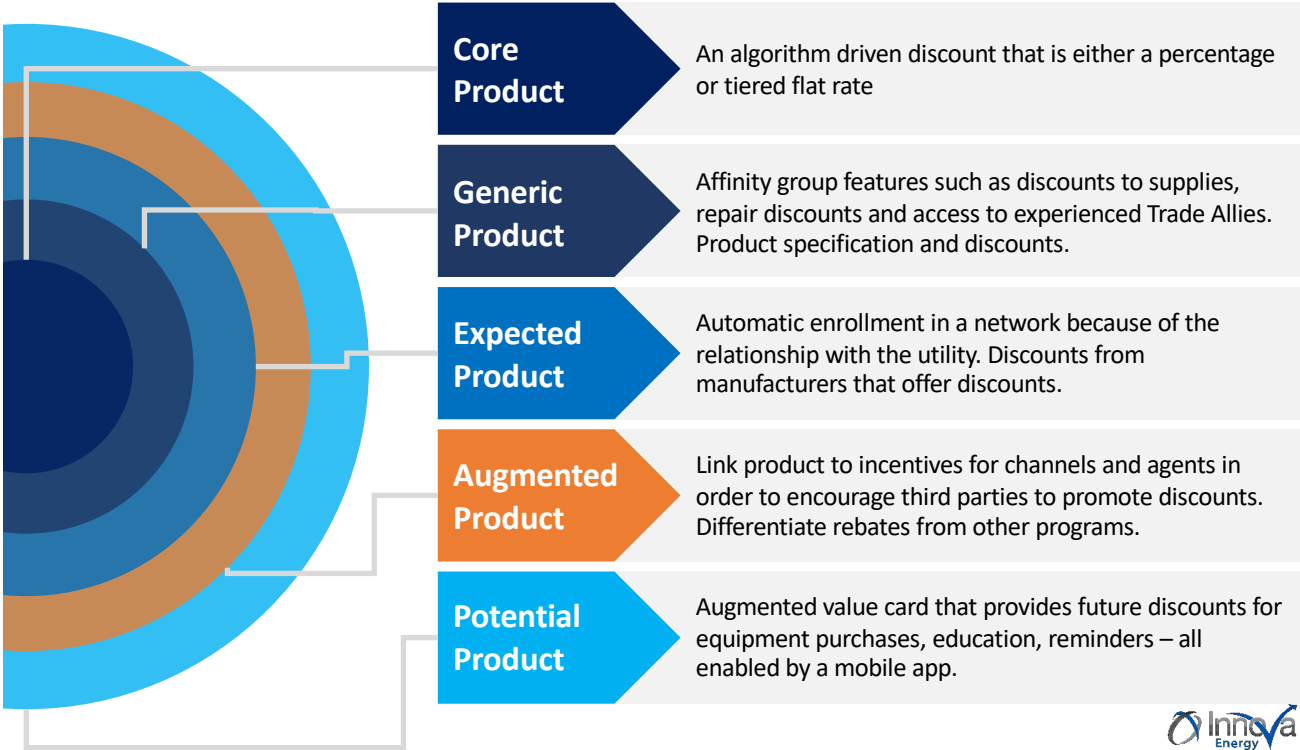 Core
Product
An algorithm driven discount that is either a percentage
or tiered flat rate
Generic
Product
Affinity group features such as discounts to supplies,
repair discounts and access to experienced Trade Allies.
Product specification and discounts.
Expected
Product
Automatic enrollment in a network because of the
relationship with the utility. Discounts from
manufacturers that offer discounts.
Augmented
Product
Link product to incentives for channels and agents in
order to encourage third parties to promote discounts.
Differentiate rebates from other programs.
Potential
Product
Augmented value card that provides future discounts for
equipment purchases, education, reminders – all
enabled by a mobile app.
Innova
Energy